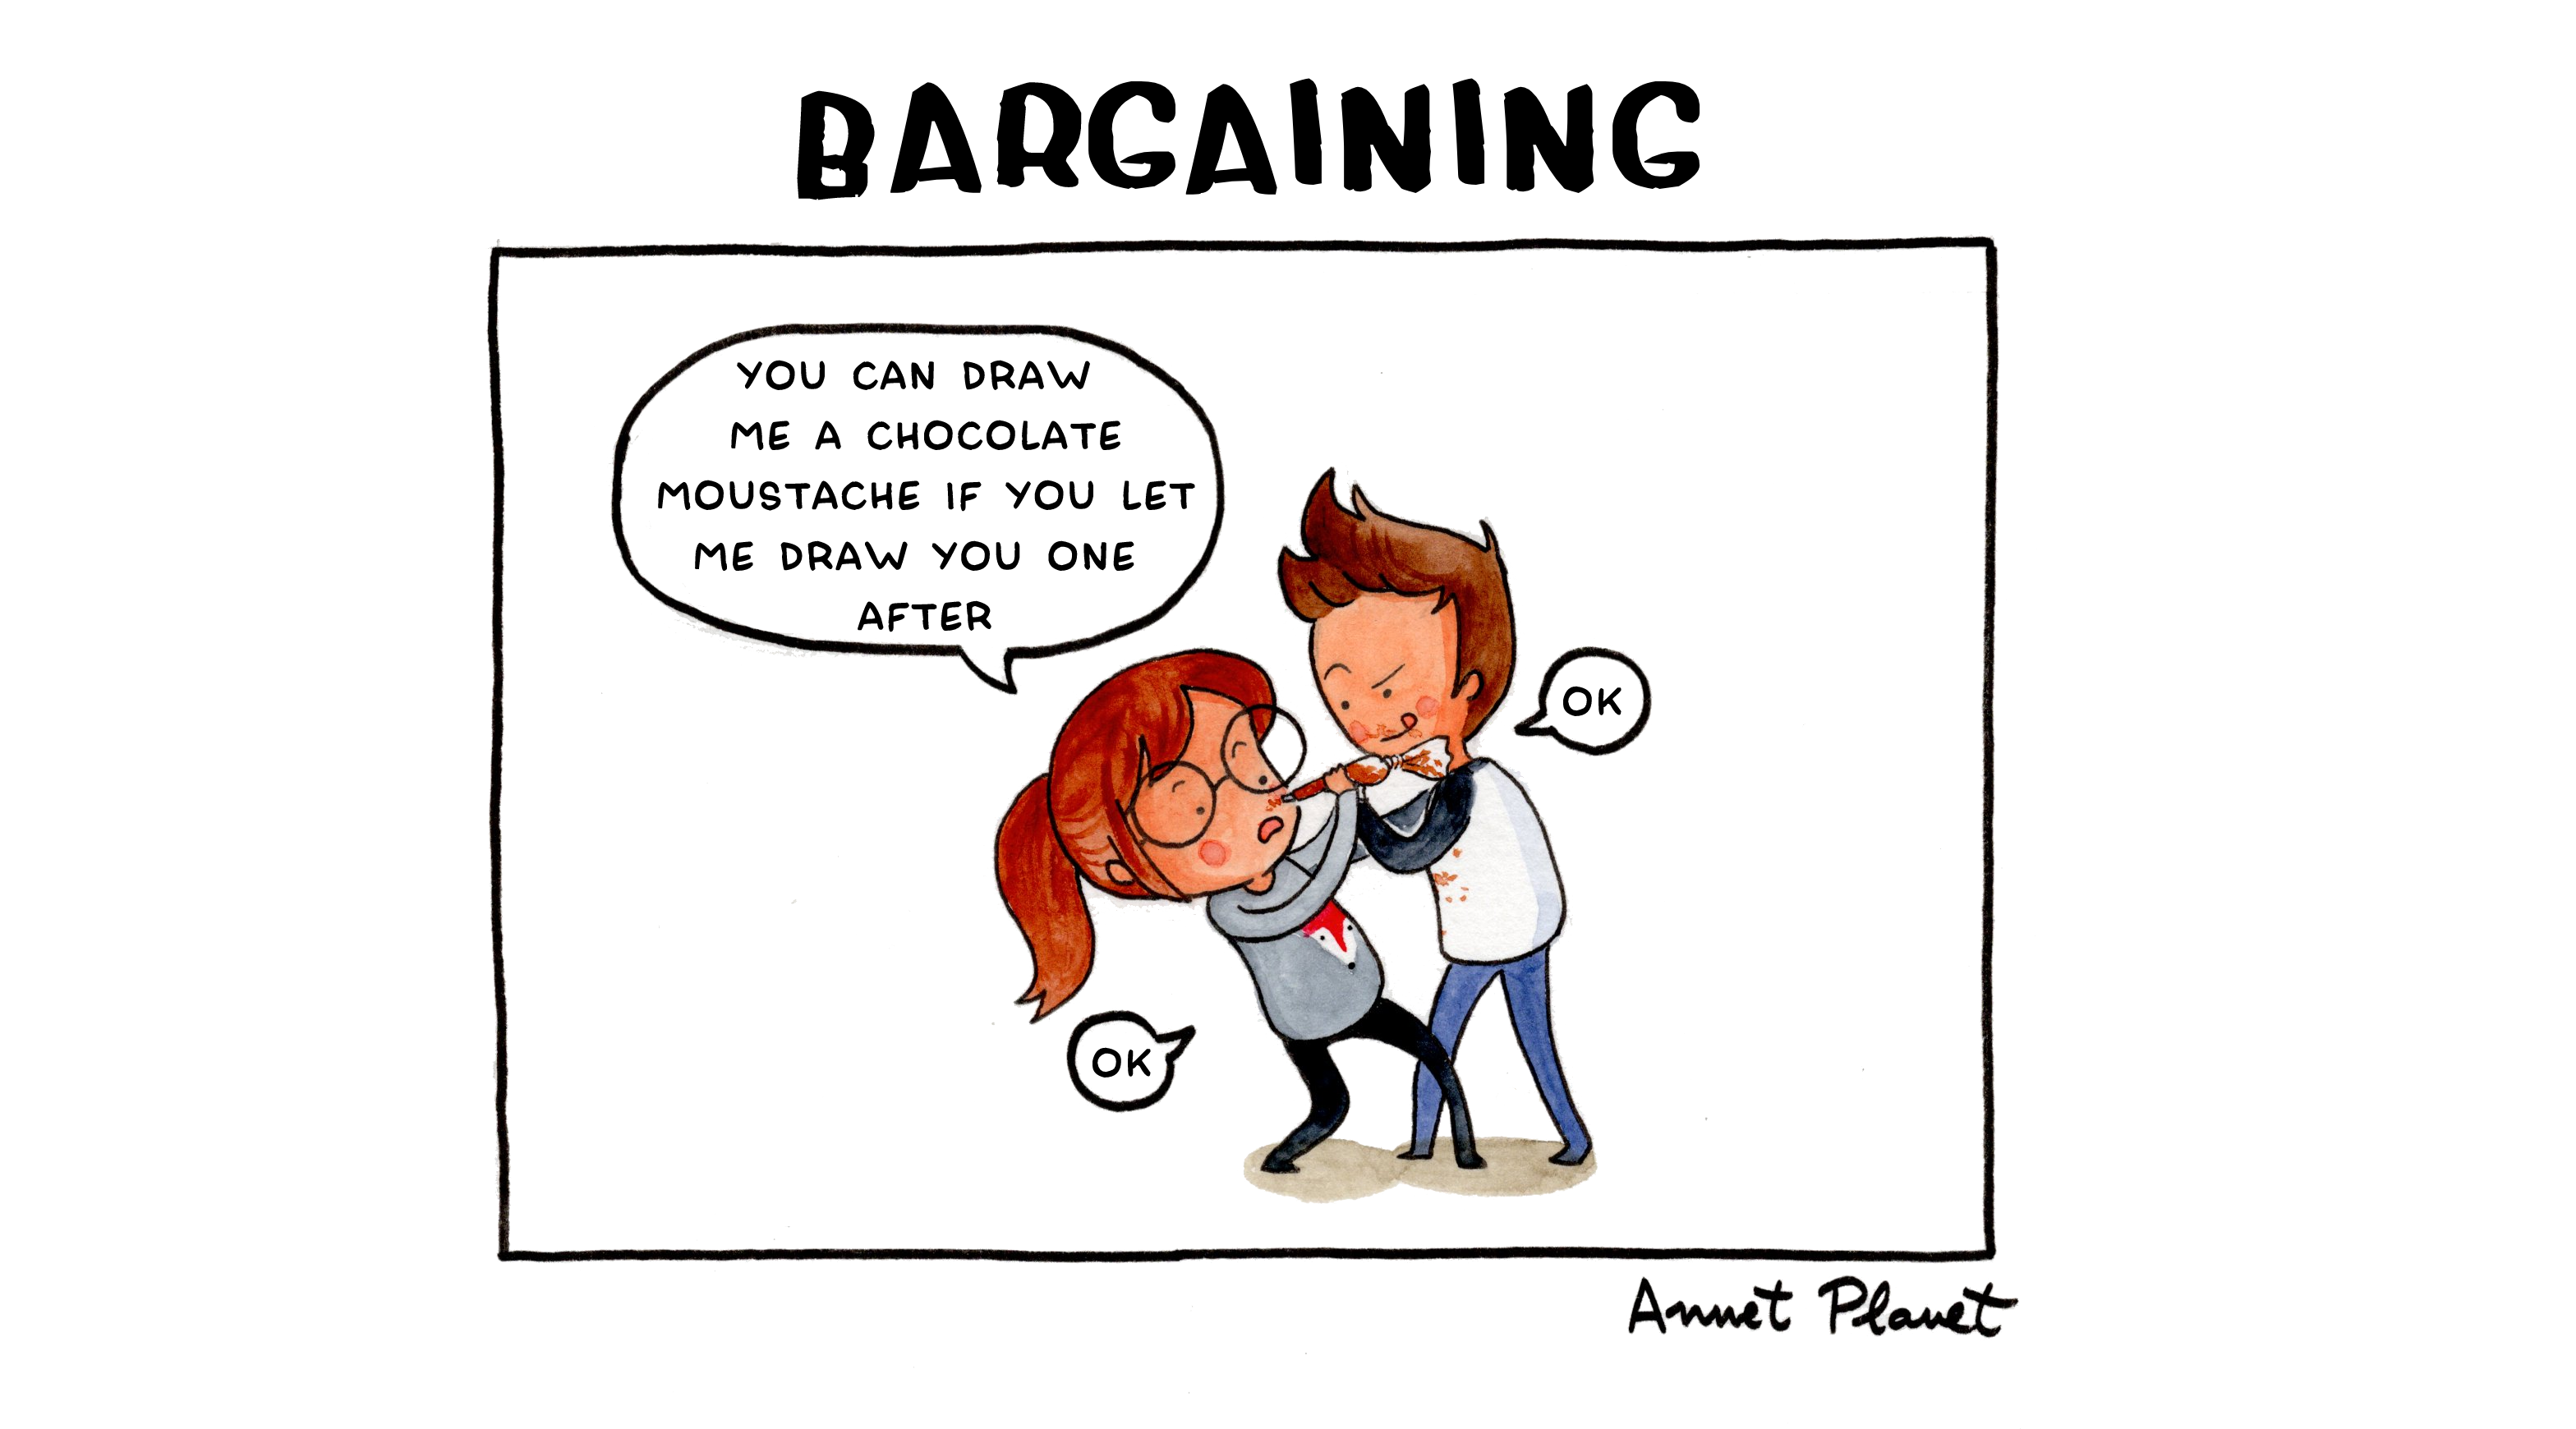 BARGAINING
YOU CAN DRAW
ME A CHOCOLATE
MOUSTACHE IF YOU LET
ME DRAW YOU ONE
AFTER
OK
OK
Annet Planet